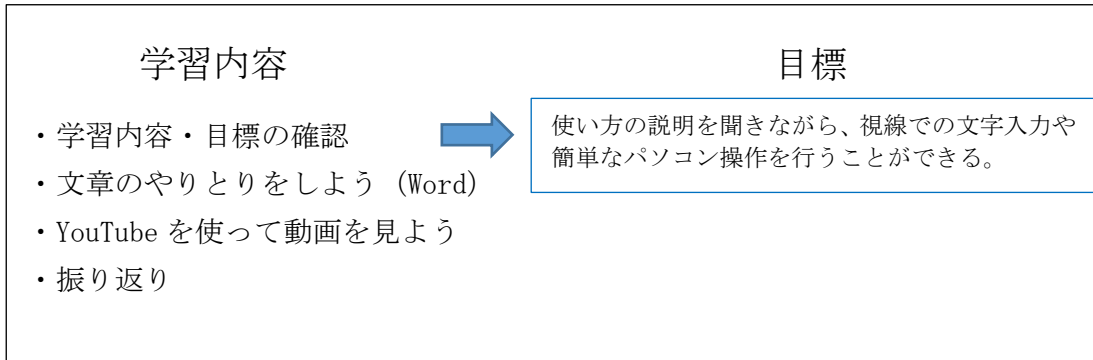 学習内容
・学習内容・目標の確認
・文章のやりとりをしよう (Word)
・YouTube を使って動画を見よう
・振り返り
目標
使い方の説明を聞きながら、視線での文字入力や
簡単なパソコン操作を行うことができる。